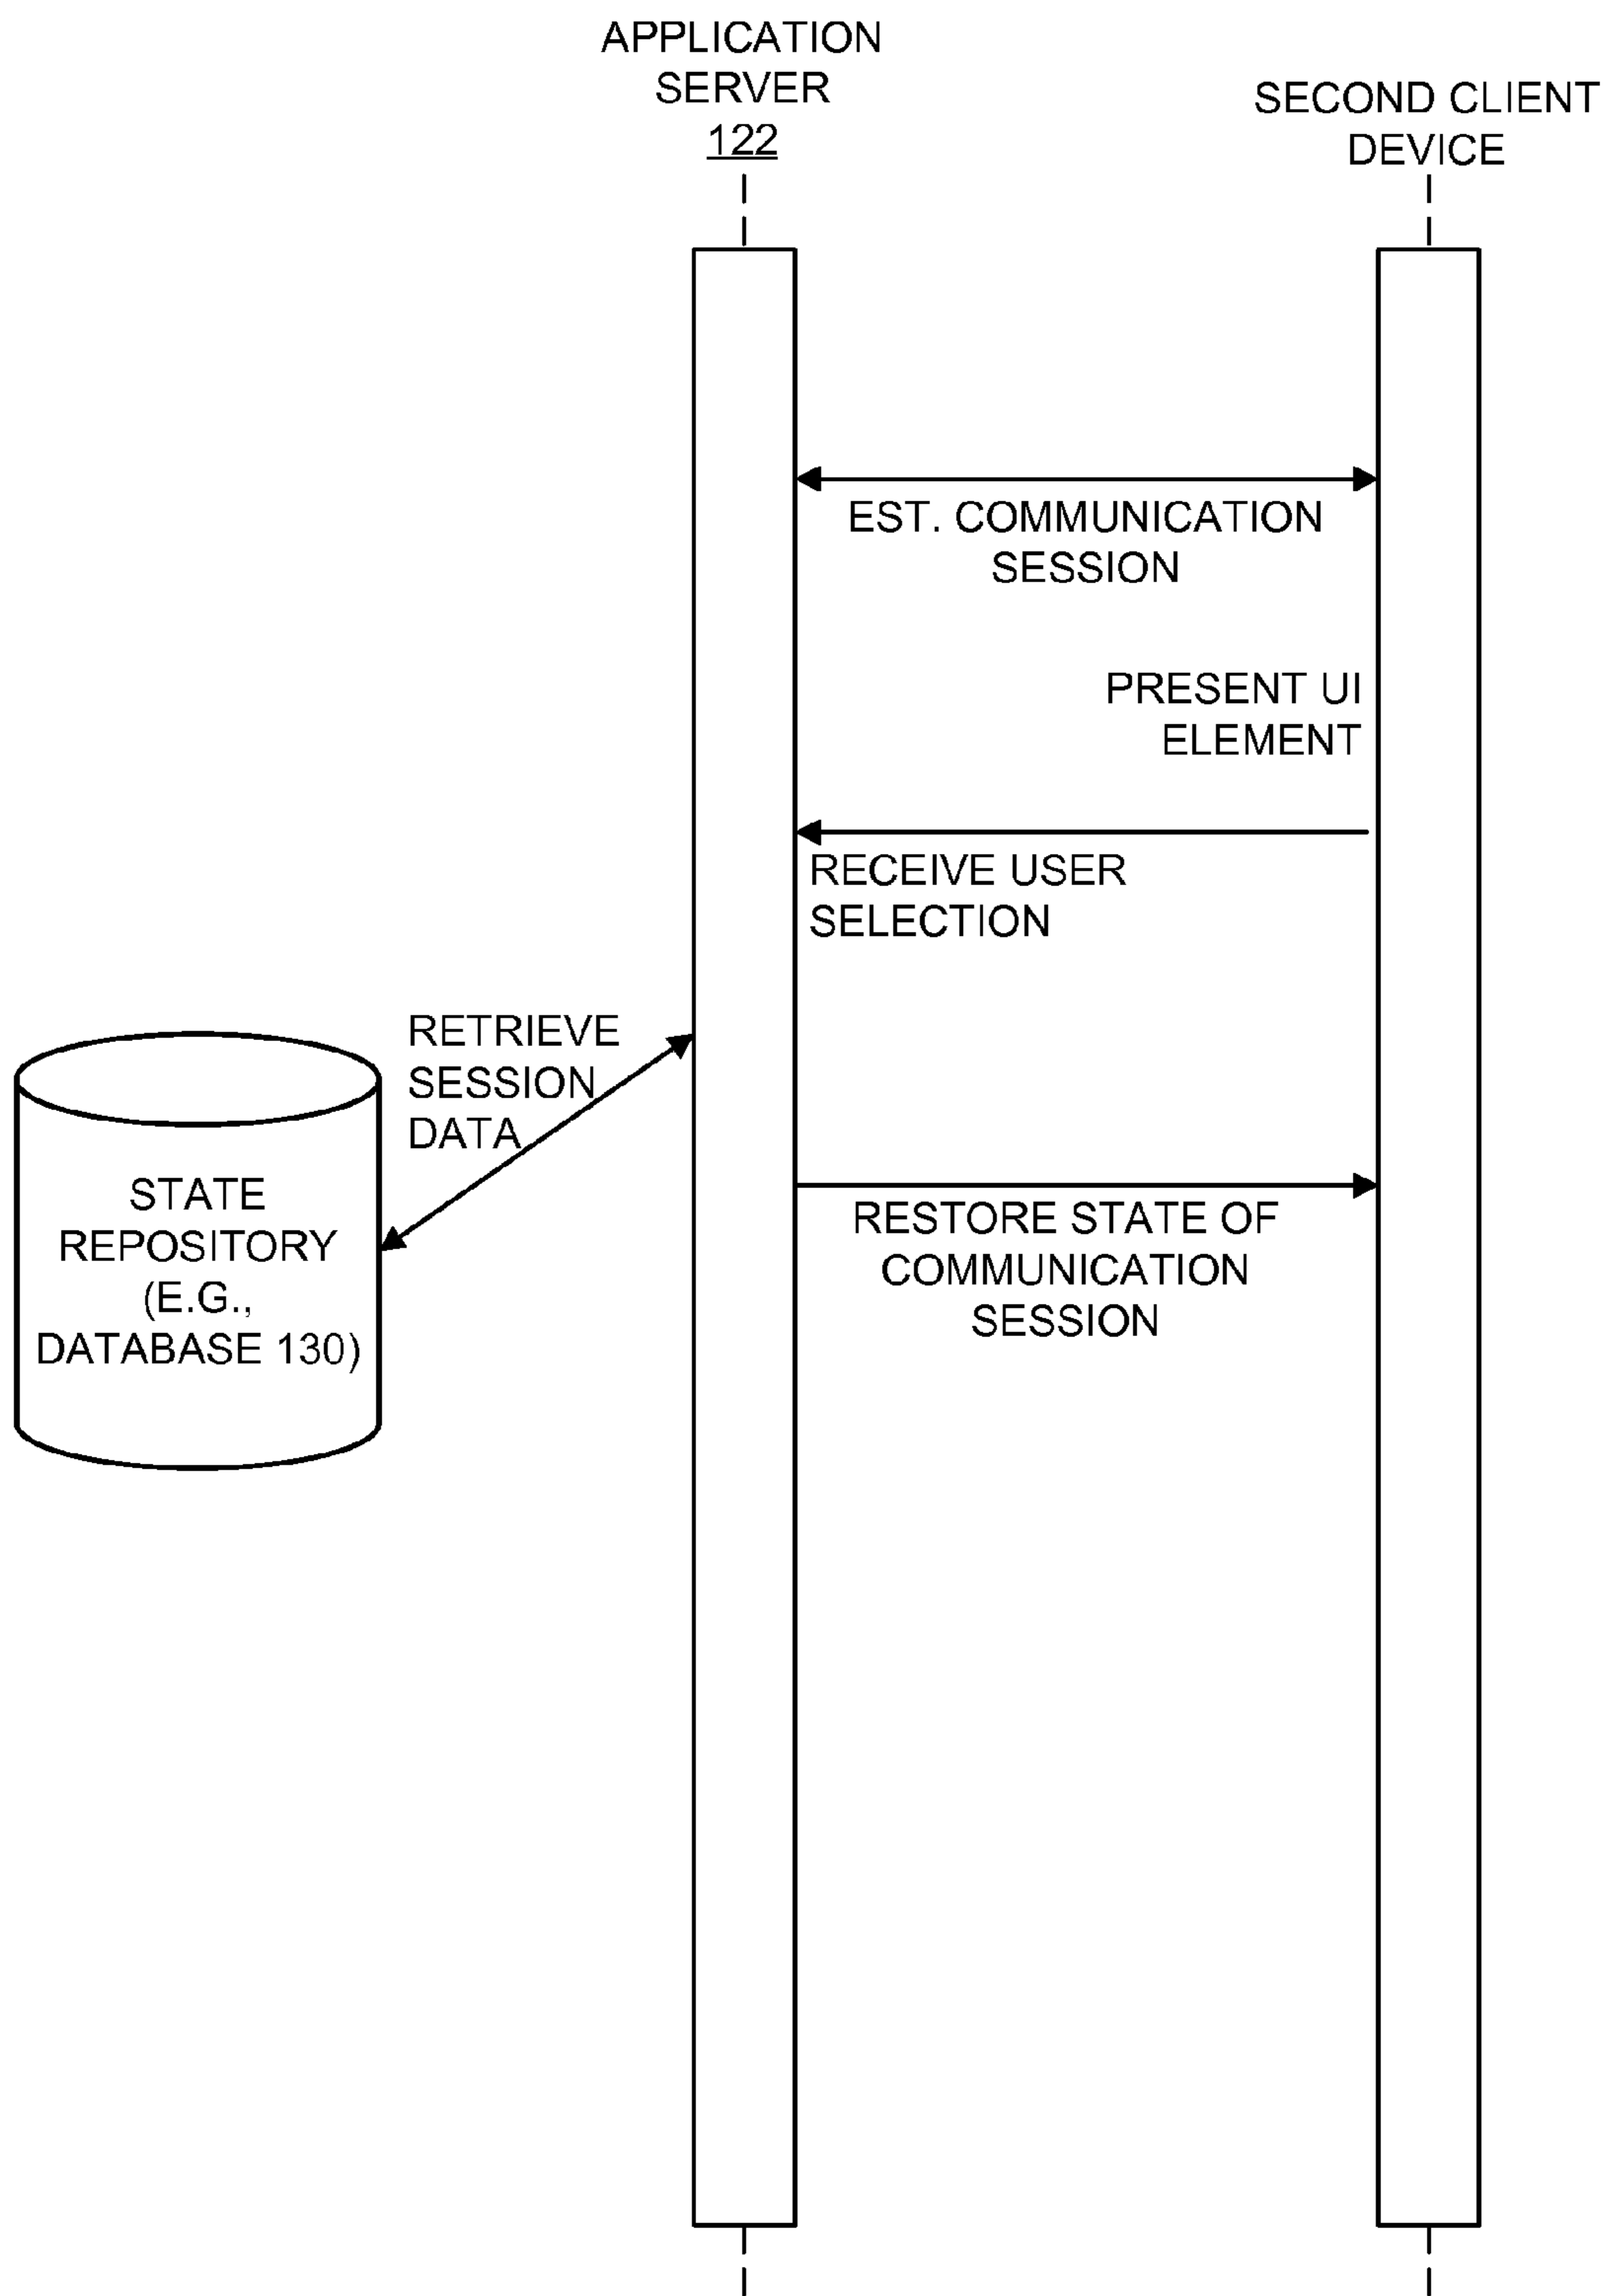 APPLICATION
SERVER
122
SECOND CLIENT
DEVICE
EST. COMMUNICATION
SESSION
PRESENT UI
ELEMENT
RECEIVE USER
SELECTION
RETRIEVE
SESSION
DATA
STATE
REPOSITORY
(E.G.,
DATABASE 130)
RESTORE STATE OF
COMMUNICATION
SESSION